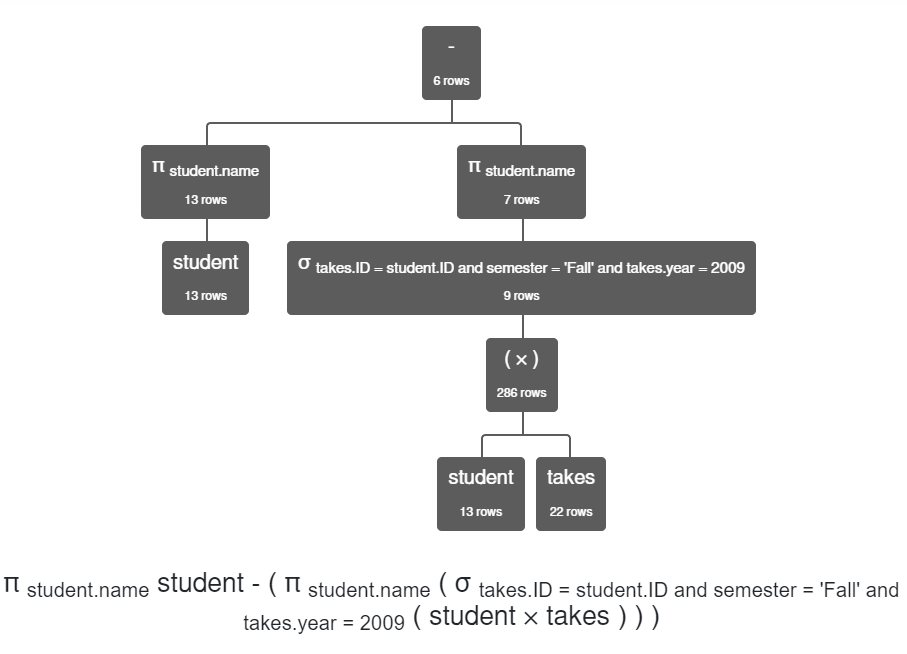 -
6 rows
π student.name
13 rows
π student.name
7 rows
student
13 rows
σ takes.ID = student.ID and semester = 'Fall' and takes.year = 2009
9 rows
( × )
286 rows
student
13 rows
takes
22 rows
π student.name student - ( π student.name ( σ takes.ID = student.ID and semester = 'Fall' and
takes.year = 2009 ( student × takes ) ) )